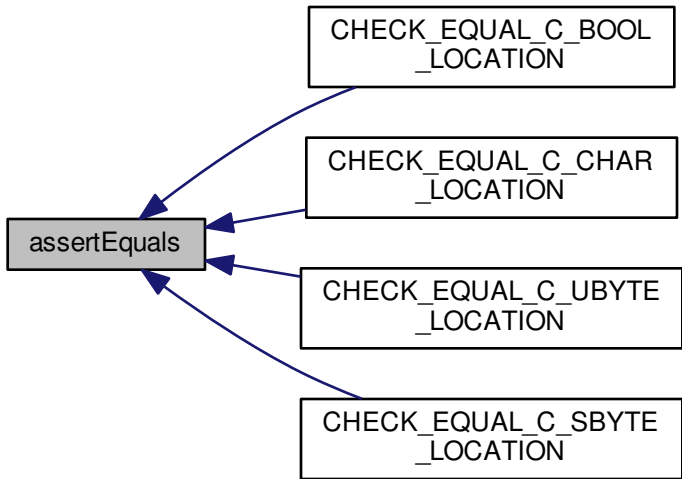 CHECK_EQUAL_C_BOOL
_LOCATION
CHECK_EQUAL_C_CHAR
_LOCATION
assertEquals
CHECK_EQUAL_C_UBYTE
_LOCATION
CHECK_EQUAL_C_SBYTE
_LOCATION